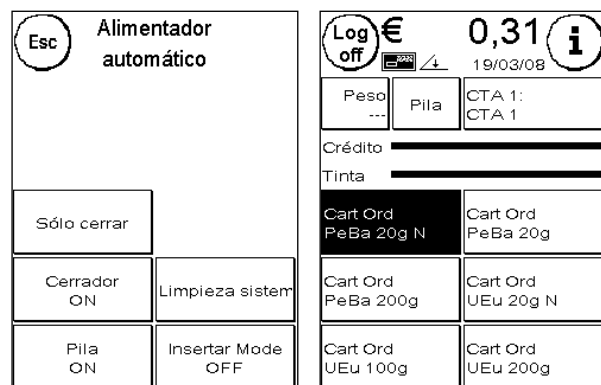 Esc
Alimentador
automático
Sólo cerrar
Cerrador
ON
Limpieza sistem
Pila
ON
Insertar Mode
OFF
Log
off
€
0,31
i
19/03/08
Peso
---
Pila
CTA 1:
CTA 1
Crédito
Tinta
Cart Ord
PeBa 20g N
Cart Ord
PeBa 20g
Cart Ord
PeBa 200g
Cart Ord
UEu 20g N
Cart Ord
UEu 100g
Cart Ord
UEu 200g